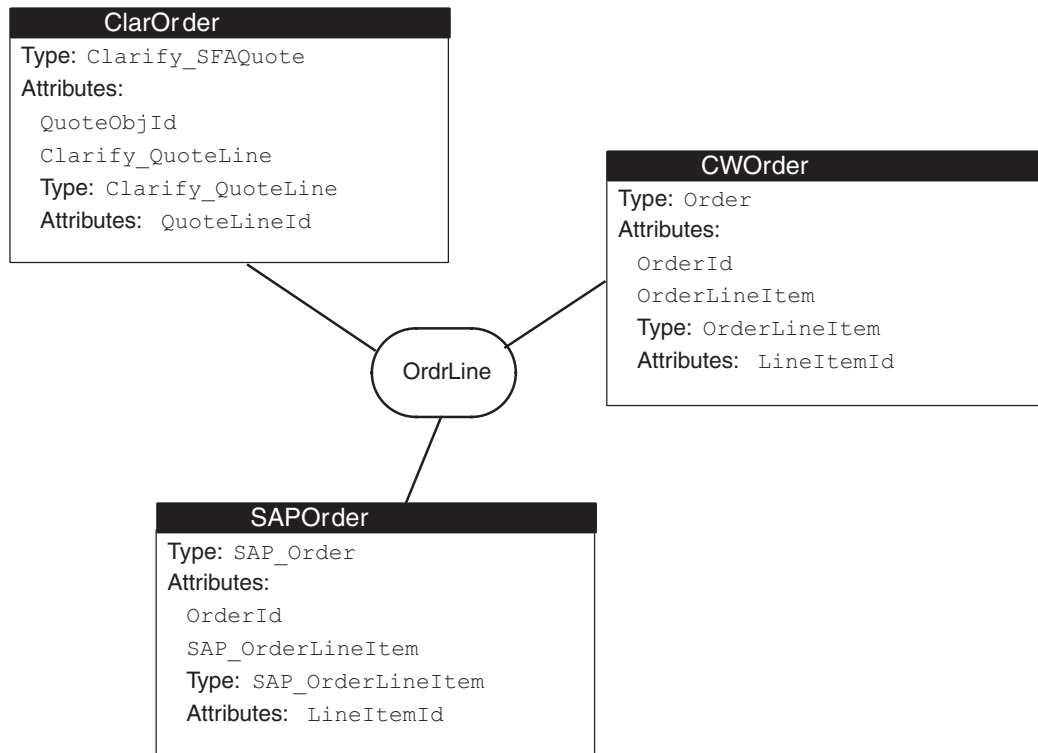 ClarOrder
Type: Clarify_SFAQuote
Attributes:
QuoteObjId
Clarify_QuoteLine
Type: Clarify_QuoteLine
Attributes: QuoteLineId
CWOrder
Type: Order
Attributes:
OrderId
OrderLineItem
Type: OrderLineItem
Attributes: LineItemId
OrdrLine
SAPOrder
Type: SAP_Order
Attributes:
OrderId
SAP_OrderLineItem
Type: SAP_OrderLineItem
Attributes: LineItemId